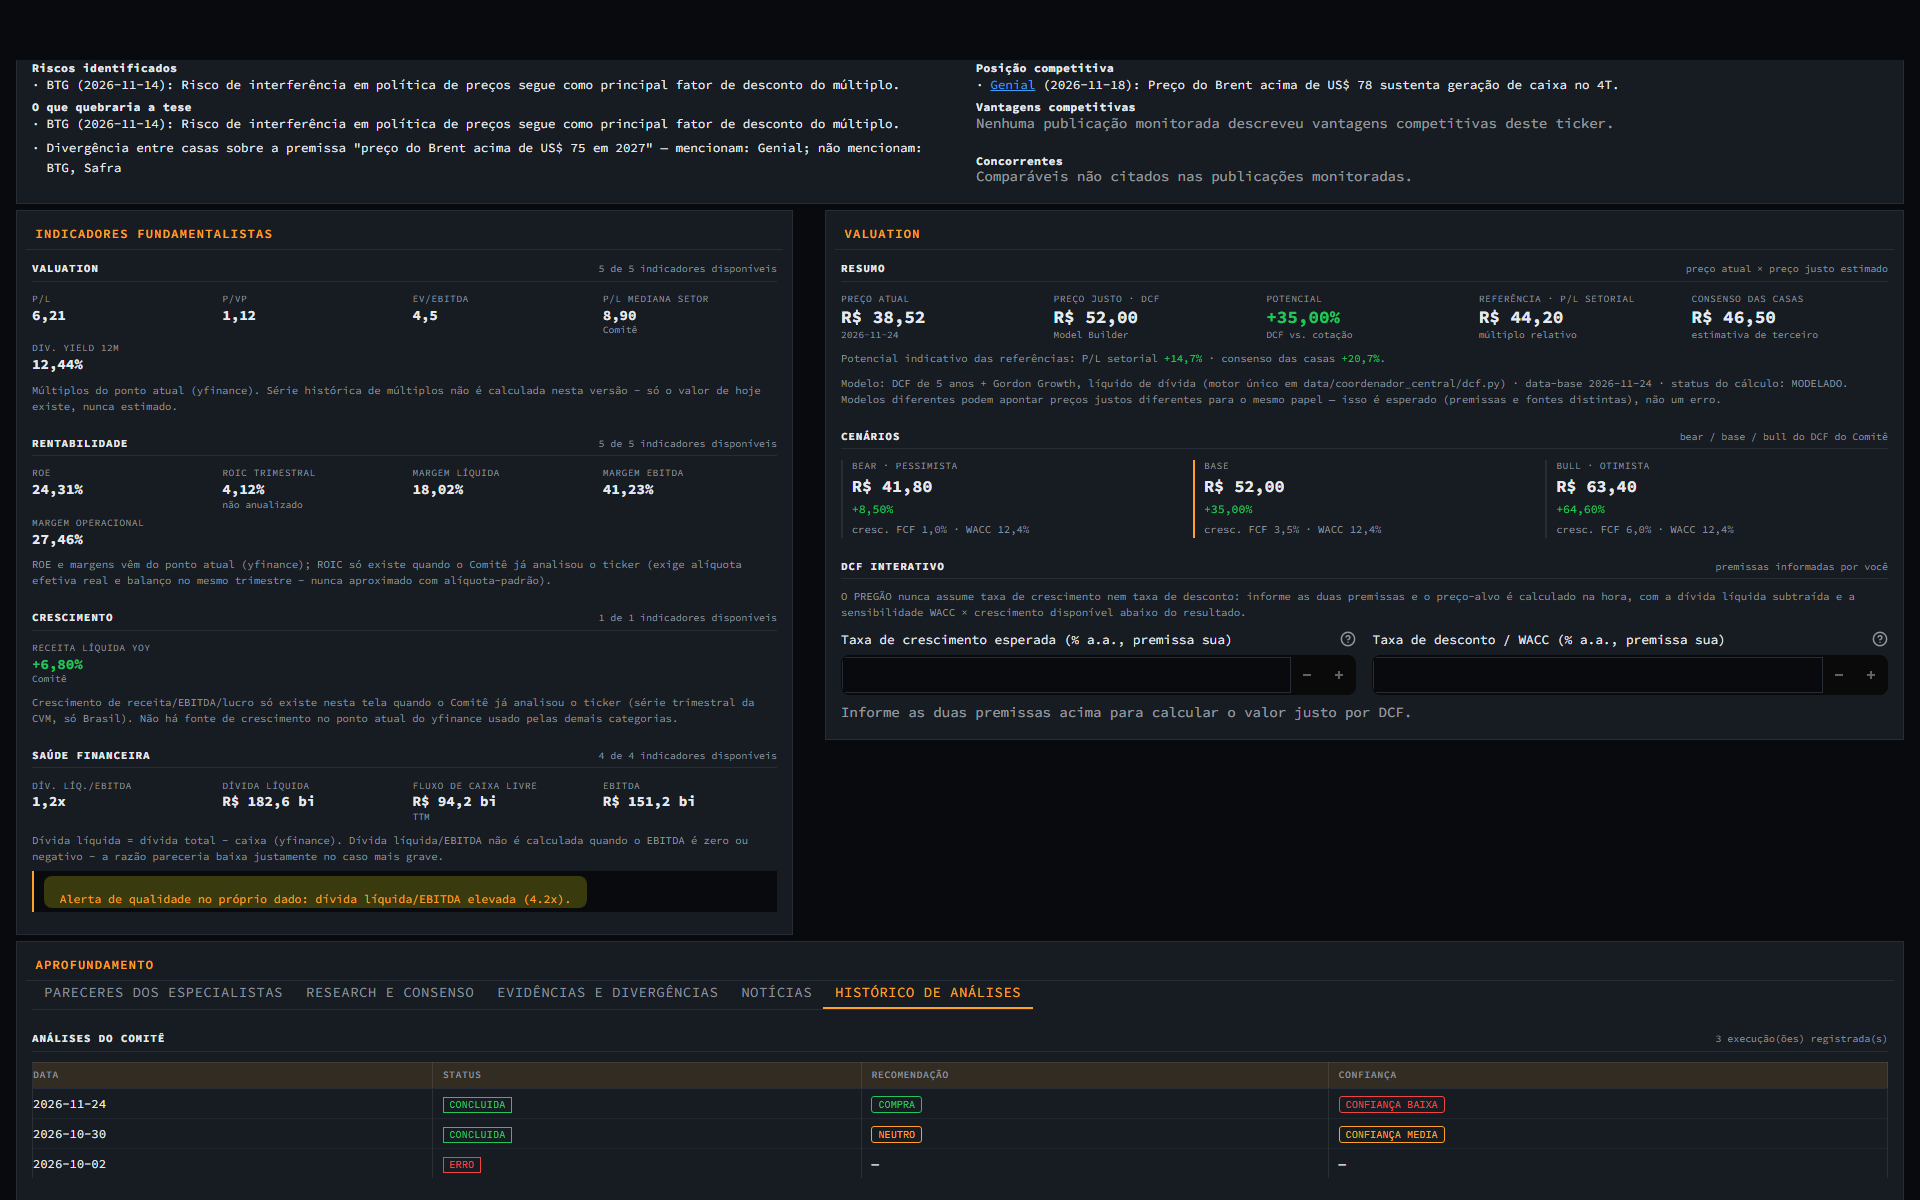 Riscos identificados
· BTG (2026-11-14): Risco de interferência em política de preços segue como principal fator de desconto do múltiplo.
O que quebraria a tese
· BTG (2026-11-14): Risco de interferência em política de preços segue como principal fator de desconto do múltiplo.
· Divergência entre casas sobre a premissa "preço do Brent acima de US$ 75 em 2027" — mencionam: Genial; não mencionam:
BTG, Safra
Posição competitiva
· Genial (2026-11-18): Preço do Brent acima de US$ 78 sustenta geração de caixa no 4T.
Vantagens competitivas
Nenhuma publicação monitorada descreveu vantagens competitivas deste ticker.
Concorrentes
Comparáveis não citados nas publicações monitoradas.
INDICADORES FUNDAMENTALISTAS
VALUATION 5 de 5 indicadores disponíveis
P/L P/VP EV/EBITDA P/L MEDIANA SETOR
6,21 1,12 4,5 8,90
Comitê
DIV. YIELD 12M
12,44%
Múltiplos do ponto atual (yfinance). Série histórica de múltiplos não é calculada nesta versão − só o valor de hoje
existe, nunca estimado.
RENTABILIDADE 5 de 5 indicadores disponíveis
ROE ROIC TRIMESTRAL MARGEM LÍQUIDA MARGEM EBITDA
24,31% 4,12% 18,02% 41,23%
não anualizado
MARGEM OPERACIONAL
27,46%
ROE e margens vêm do ponto atual (yfinance); ROIC só existe quando o Comitê já analisou o ticker (exige alíquota
efetiva real e balanço no mesmo trimestre − nunca aproximado com alíquota-padrão).
CRESCIMENTO 1 de 1 indicadores disponíveis
RECEITA LÍQUIDA YOY
+6,80%
Comitê
Crescimento de receita/EBITDA/lucro só existe nesta tela quando o Comitê já analisou o ticker (série trimestral da
CVM, só Brasil). Não há fonte de crescimento no ponto atual do yfinance usado pelas demais categorias.
SAÚDE FINANCEIRA 4 de 4 indicadores disponíveis
DÍV. LÍQ./EBITDA DÍVIDA LÍQUIDA FLUXO DE CAIXA LIVRE EBITDA
1,2x R$ 182,6 bi R$ 94,2 bi R$ 151,2 bi
TTM
Dívida líquida = dívida total − caixa (yfinance). Dívida líquida/EBITDA não é calculada quando o EBITDA é zero ou
negativo − a razão pareceria baixa justamente no caso mais grave.
Alerta de qualidade no próprio dado: dívida líquida/EBITDA elevada (4.2x).
VALUATION
RESUMO preço atual × preço justo estimado
PREÇO ATUAL PREÇO JUSTO · DCF POTENCIAL REFERÊNCIA · P/L SETORIAL CONSENSO DAS CASAS
R$ 38,52 R$ 52,00 +35,00% R$ 44,20 R$ 46,50
2026-11-24 Model Builder DCF vs. cotação múltiplo relativo estimativa de terceiro
Potencial indicativo das referências: P/L setorial +14,7% · consenso das casas +20,7%.
Modelo: DCF de 5 anos + Gordon Growth, líquido de dívida (motor único em data/coordenador_central/dcf.py) · data-base 2026-11-24 · status do cálculo: MODELADO.
Modelos diferentes podem apontar preços justos diferentes para o mesmo papel — isso é esperado (premissas e fontes distintas), não um erro.
CENÁRIOS bear / base / bull do DCF do Comitê
BEAR · PESSIMISTA BASE BULL · OTIMISTA
R$ 41,80 R$ 52,00 R$ 63,40
+8,50% +35,00% +64,60%
cresc. FCF 1,0% · WACC 12,4% cresc. FCF 3,5% · WACC 12,4% cresc. FCF 6,0% · WACC 12,4%
DCF INTERATIVO premissas informadas por você
O PREGÃO nunca assume taxa de crescimento nem taxa de desconto: informe as duas premissas e o preço-alvo é calculado na hora, com a dívida líquida subtraída e a
sensibilidade WACC × crescimento disponível abaixo do resultado.
Taxa de crescimento esperada (% a.a., premissa sua) ? Taxa de desconto / WACC (% a.a., premissa sua) ?
− + − +
Informe as duas premissas acima para calcular o valor justo por DCF.
APROFUNDAMENTO
PARECERES DOS ESPECIALISTAS RESEARCH E CONSENSO EVIDÊNCIAS E DIVERGÊNCIAS NOTÍCIAS HISTÓRICO DE ANÁLISES
ANÁLISES DO COMITÊ 3 execução(ões) registrada(s)
DATA STATUS RECOMENDAÇÃO CONFIANÇA
2026-11-24 CONCLUIDA COMPRA CONFIANÇA BAIXA
2026-10-30 CONCLUIDA NEUTRO CONFIANÇA MEDIA
2026-10-02 ERRO — —